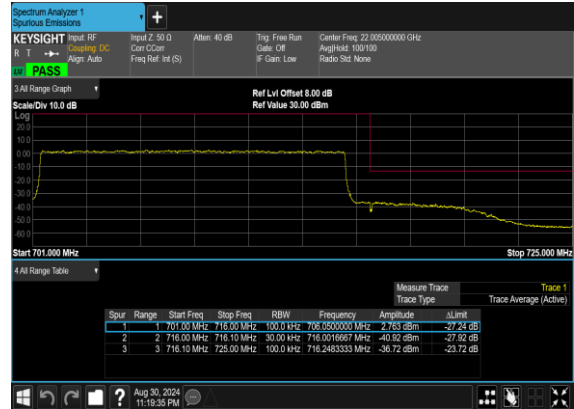 Spectrum Analyzer 1
Spurious Emissions
KEYSIGHT Input: RF Input Z: 50 Ω Atten: 40 dB Trig: Free Run Center Freq: 22.005000000 GHz
R T Coupling: DC Corr CCorr Gate: Off Avg|Hold: 100/100
Align: Auto Freq Ref: Int (S) IF Gain: Low Radio Std: None
LM PASS
3 All Range Graph
Ref Lvl Offset 8.00 dB
Scale/Div 10.0 dB Ref Value 30.00 dBm
Log
20.0
10.0
0.00
-10.0
-20.0
-30.0
-40.0
-50.0
-60.0
Start 701.000 MHz Stop 725.000 MHz
4 All Range Table
Measure Trace Trace 1
Trace Type Trace Average (Active)
Spur Range Start Freq Stop Freq RBW Frequency Amplitude ΔLimit
1 1 701.00 MHz 716.00 MHz 100.0 kHz 706.0500000 MHz 2.763 dBm -27.24 dB
2 2 716.00 MHz 716.10 MHz 30.00 kHz 716.0016667 MHz -40.92 dBm -27.92 dB
3 3 716.10 MHz 725.00 MHz 100.0 kHz 716.2483333 MHz -36.72 dBm -23.72 dB
Aug 30, 2024
11:19:35 PM